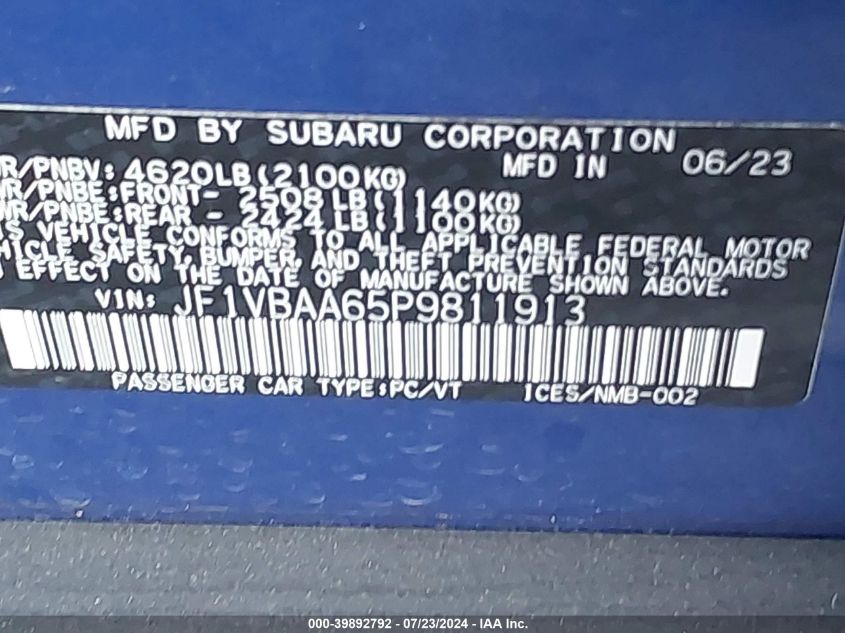 MFD BY SUBARU CORPORATION
R/PNBV: 4620LB(2100KG) MFD IN 06/23
WR/PNBE:FRONT- 2508 LB(1140KG)
WR/PNBE:REAR - 2424 LB(1100KG)
VEHICLE CONFORMS TO ALL APPLICABLE FEDERAL MOTOR
HICLE SAFETY, BUMPER, AND THEFT PREVENTION STANDARDS
EFFECT ON THE DATE OF MANUFACTURE SHOWN ABOVE.
VIN: JF1VBAA65P9811913
PASSENGER CAR TYPE:PC/VT ICES/NMB-002
000-39892792 - 07/23/2024 - IAA Inc.